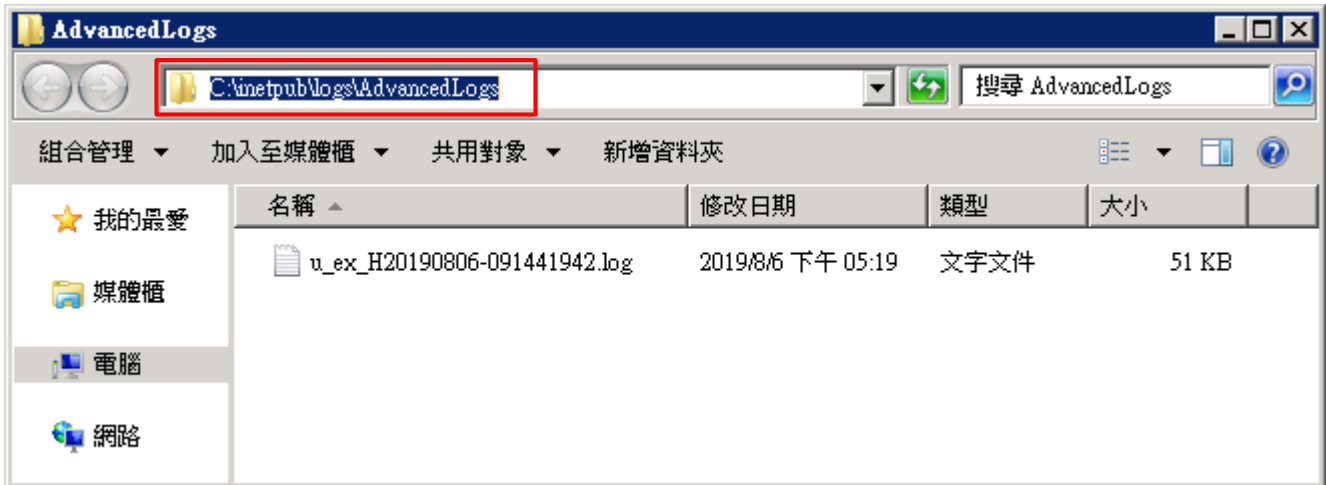 AdvancedLogs
C:\inetpub\logs\AdvancedLogs
搜尋 AdvancedLogs
組合管理 加入至媒體櫃 共用對象 新增資料夾
我的最愛
媒體櫃
電腦
網路
名稱 修改日期 類型 大小
u_ex_H20190806-091441942.log 2019/8/6 下午 05:19 文字文件 51 KB